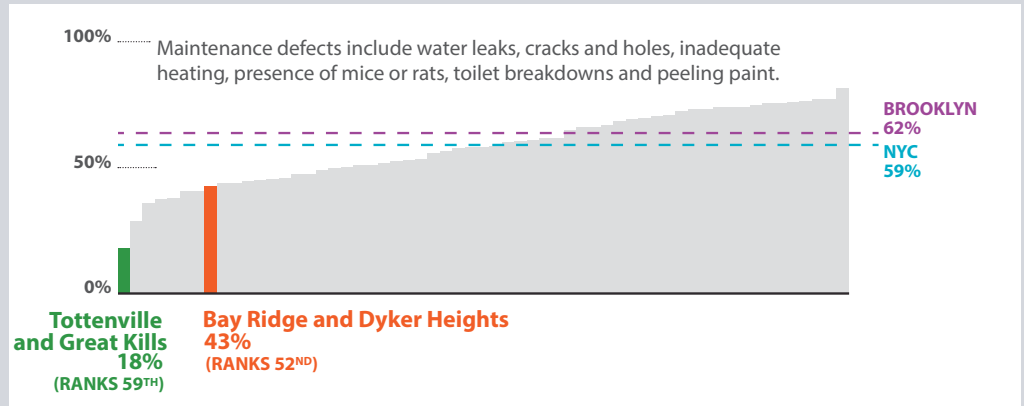 100%
Maintenance defects include water leaks, cracks and holes, inadequate
heating, presence of mice or rats, toilet breakdowns and peeling paint.
BROOKLYN
62%
NYC
59%
50%
0%
Tottenville
and Great Kills
18%
(RANKS 59TH)
Bay Ridge and Dyker Heights
43%
(RANKS 52ND)